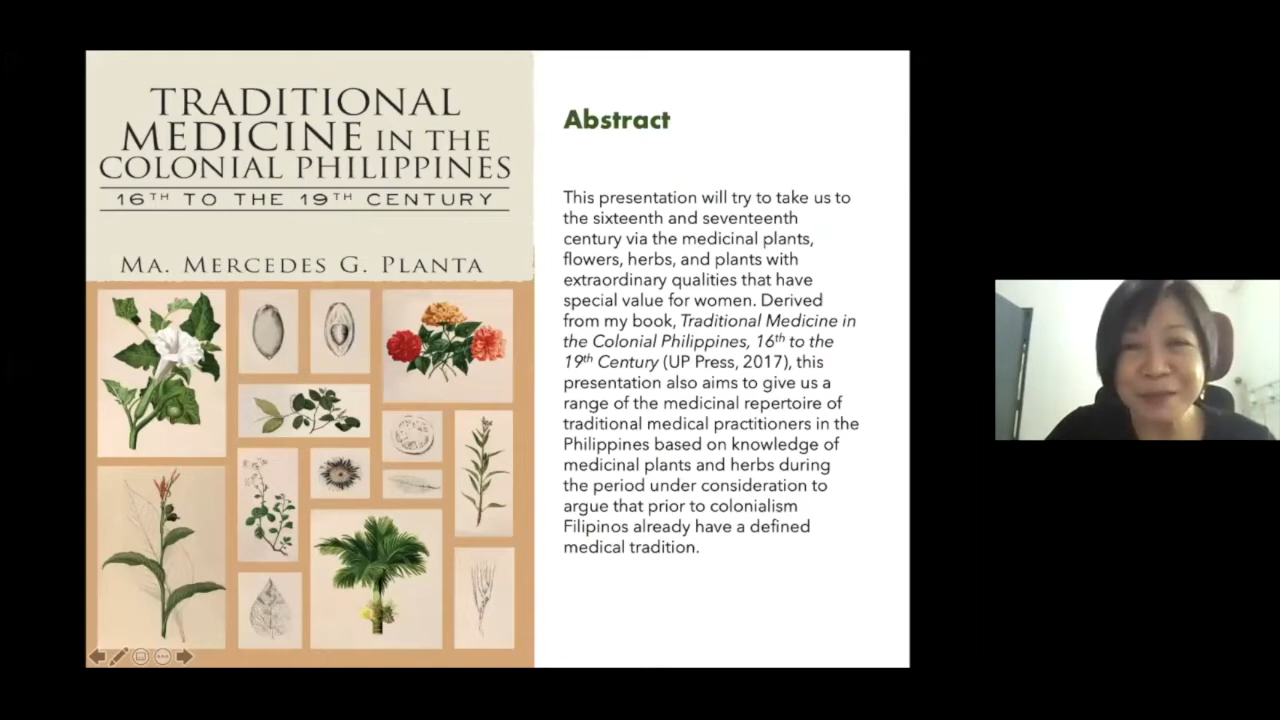 TRADITIONAL
MEDICINE IN THE
COLONIAL PHILIPPINES
16TH TO THE 19TH CENTURY
MA. MERCEDES G. PLANTA
Abstract
This presentation will try to take us to
the sixteenth and seventeenth
century via the medicinal plants,
flowers, herbs, and plants with
extraordinary qualities that have
special value for women. Derived
from my book, Traditional Medicine in
the Colonial Philippines, 16th to the
19th Century (UP Press, 2017), this
presentation also aims to give us a
range of the medicinal repertoire of
traditional medical practitioners in the
Philippines based on knowledge of
medicinal plants and herbs during
the period under consideration to
argue that prior to colonialism
Filipinos already have a defined
medical tradition.